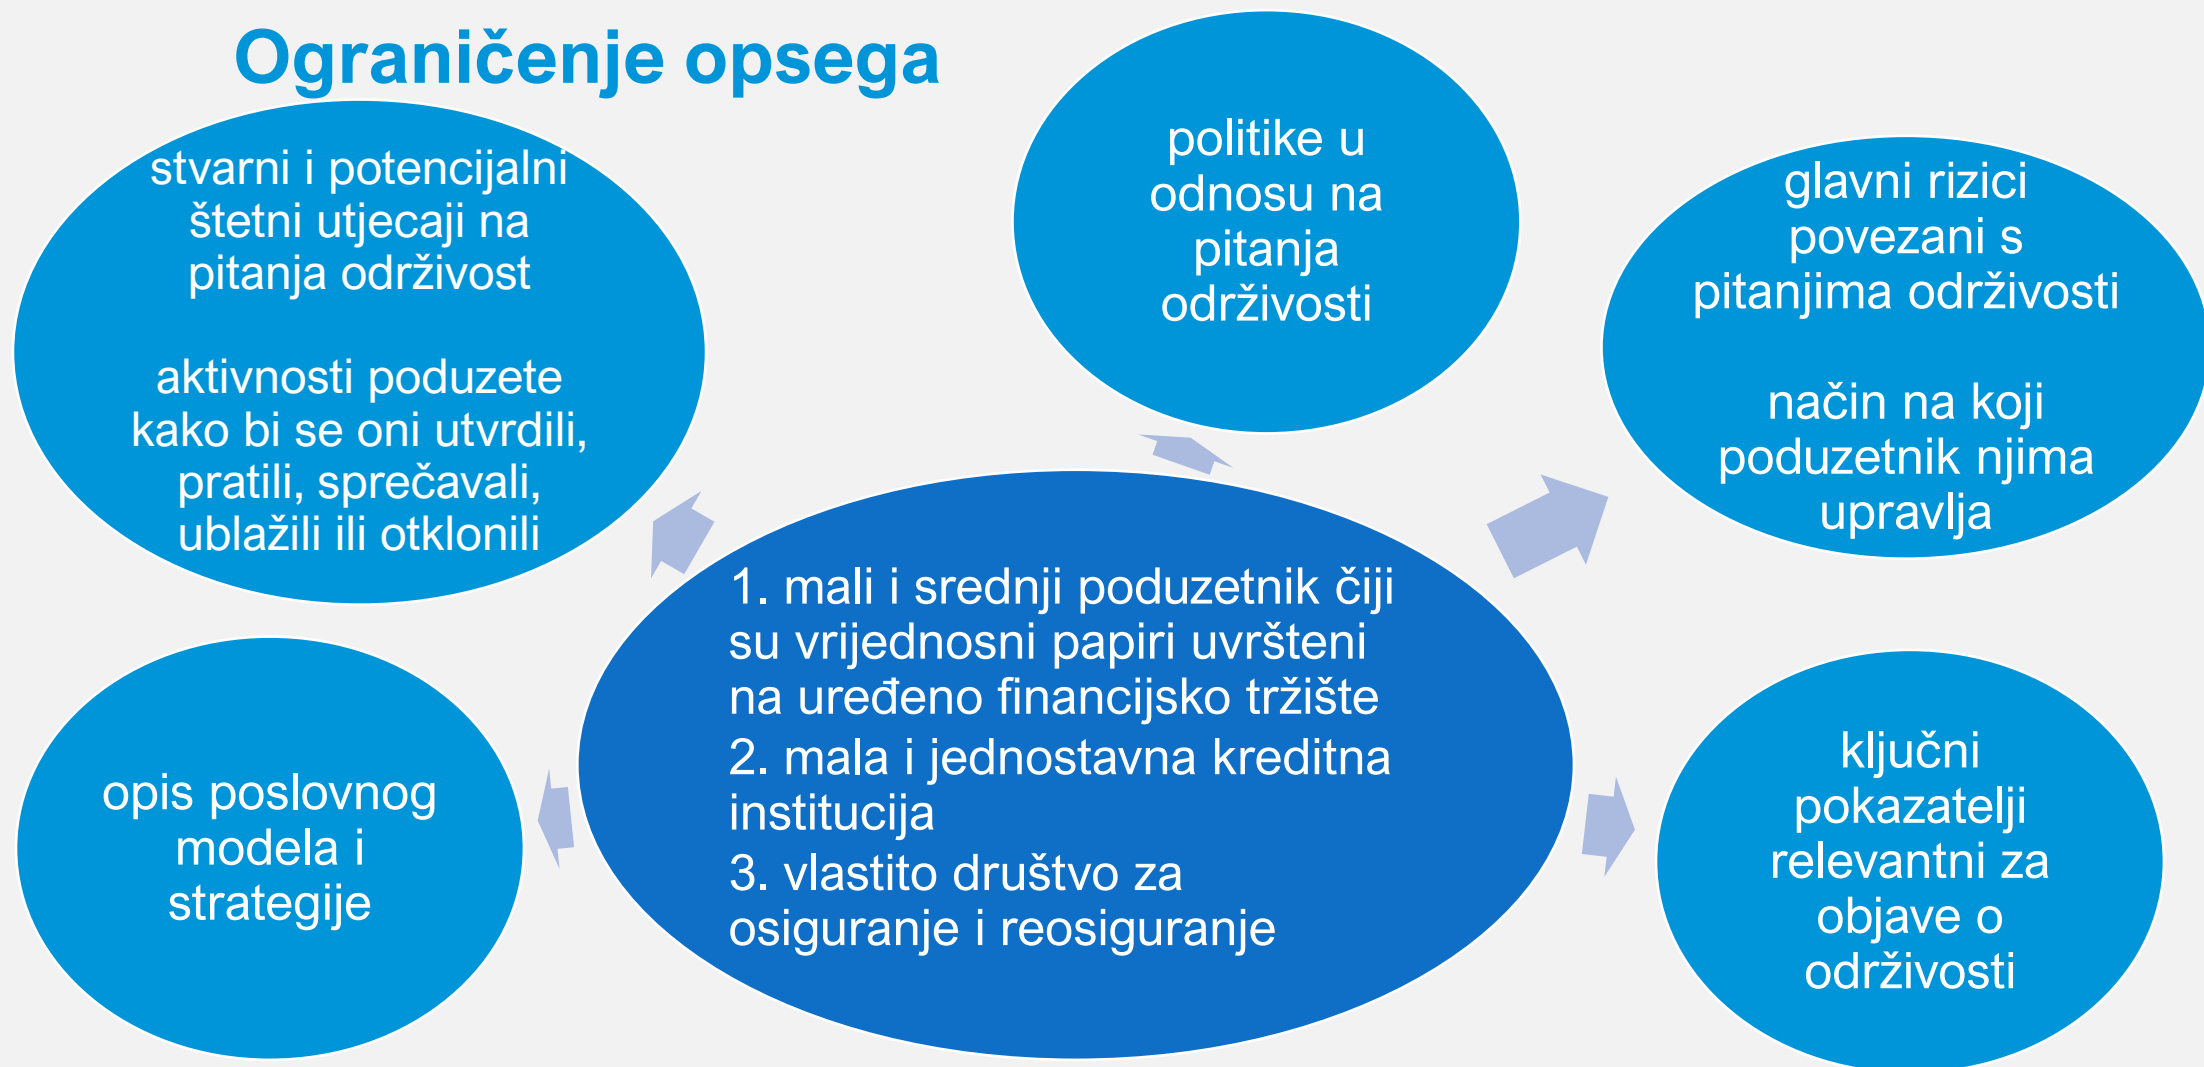 Ograničenje opsega
stvarni i potencijalni
štetni utjecaji na
pitanja održivost
aktivnosti poduzete
kako bi se oni utvrdili,
pratili, sprečavali,
ublažili ili otklonili
politike u
odnosu na
pitanja
održivosti
glavni rizici
povezani s
pitanjima održivosti
način na koji
poduzetnik njima
upravlja
opis poslovnog
modela i
strategije
1. mali i srednji poduzetnik čiji
su vrijednosni papiri uvršteni
na uređeno financijsko tržište
2. mala i jednostavna kreditna
institucija
3. vlastito društvo za
osiguranje i reosiguranje
ključni
pokazatelji
relevantni za
objave o
održivosti